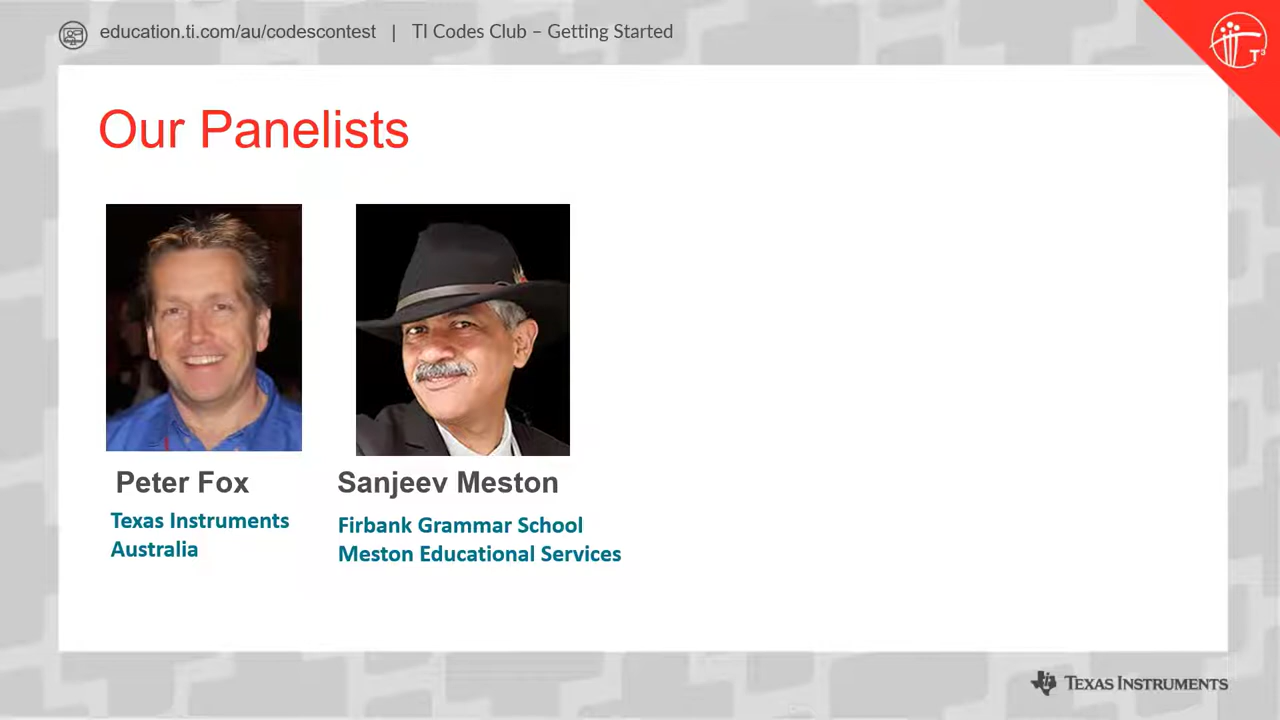 education.ti.com/au/codescontest | TI Codes Club – Getting Started
T³
Our Panelists
Peter Fox
Texas Instruments
Australia
Sanjeev Meston
Firbank Grammar School
Meston Educational Services
TEXAS INSTRUMENTS